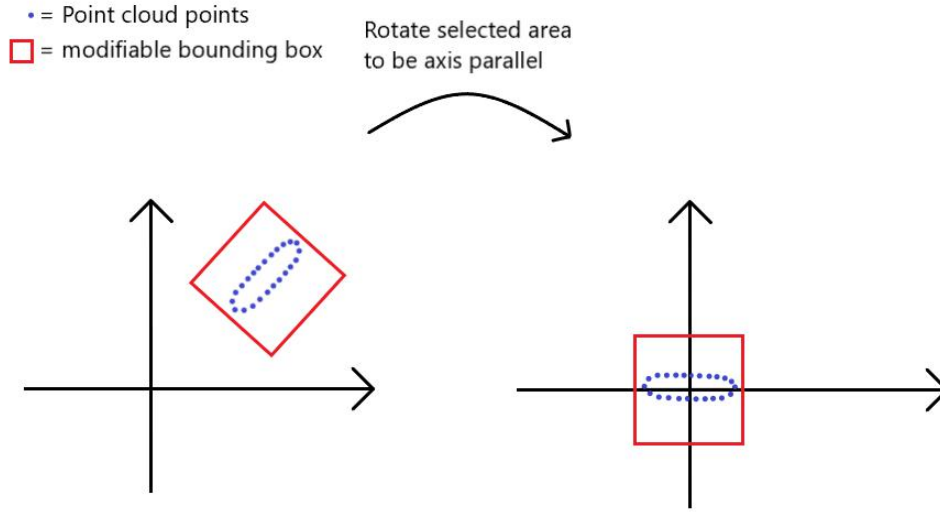 • = Point cloud points
= modifiable bounding box
Rotate selected area
to be axis parallel